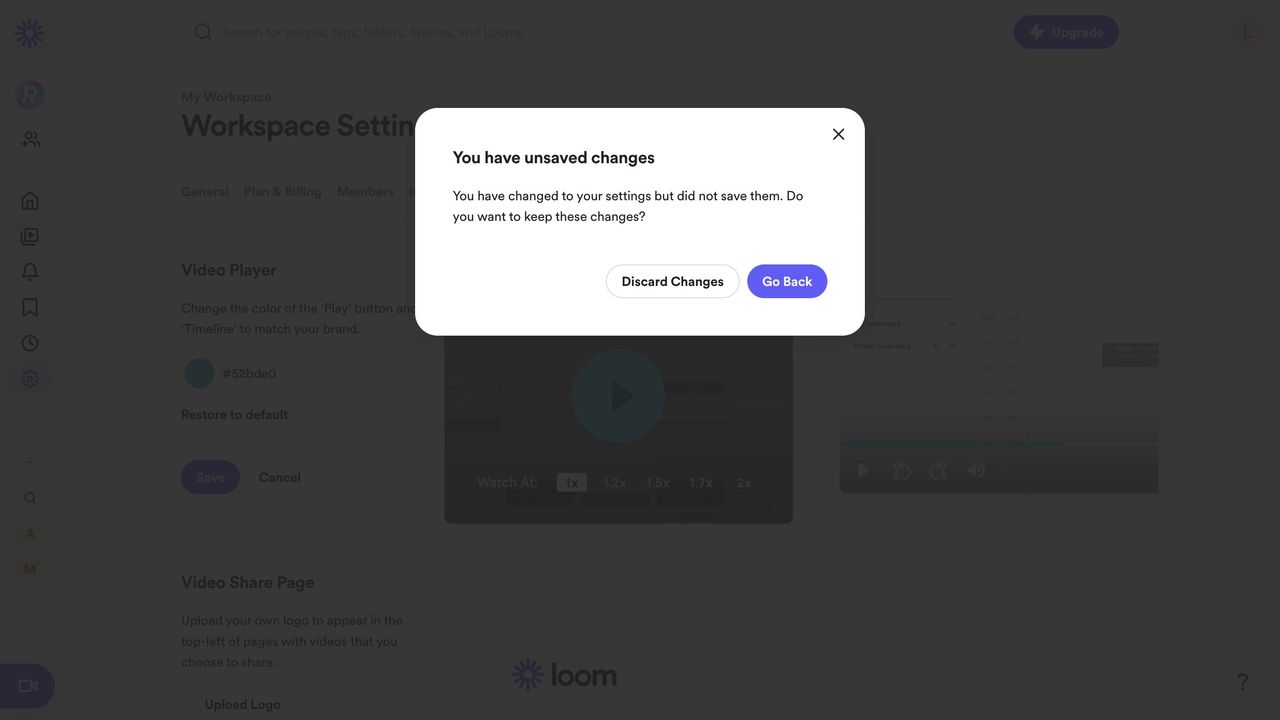 Search for people, tags, folders, Spaces, and Looms
Upgrade
L
R
My Workspace
Workspace Settin
General Plan & Billing Members
You have unsaved changes
You have changed to your settings but did not save them. Do
you want to keep these changes?
Discard Changes
Go Back
Video Player
Change the color of the 'Play' button and
'Timeline' to match your brand.
#52bde0
Restore to default
Save
Cancel
Watch At: 1x 1.2x 1.5x 1.7x 2x
Other calendars
5
5
A
M
Video Share Page
Upload your own logo to appear in the
top-left of pages with videos that you
choose to share.
Upload Logo
loom
?